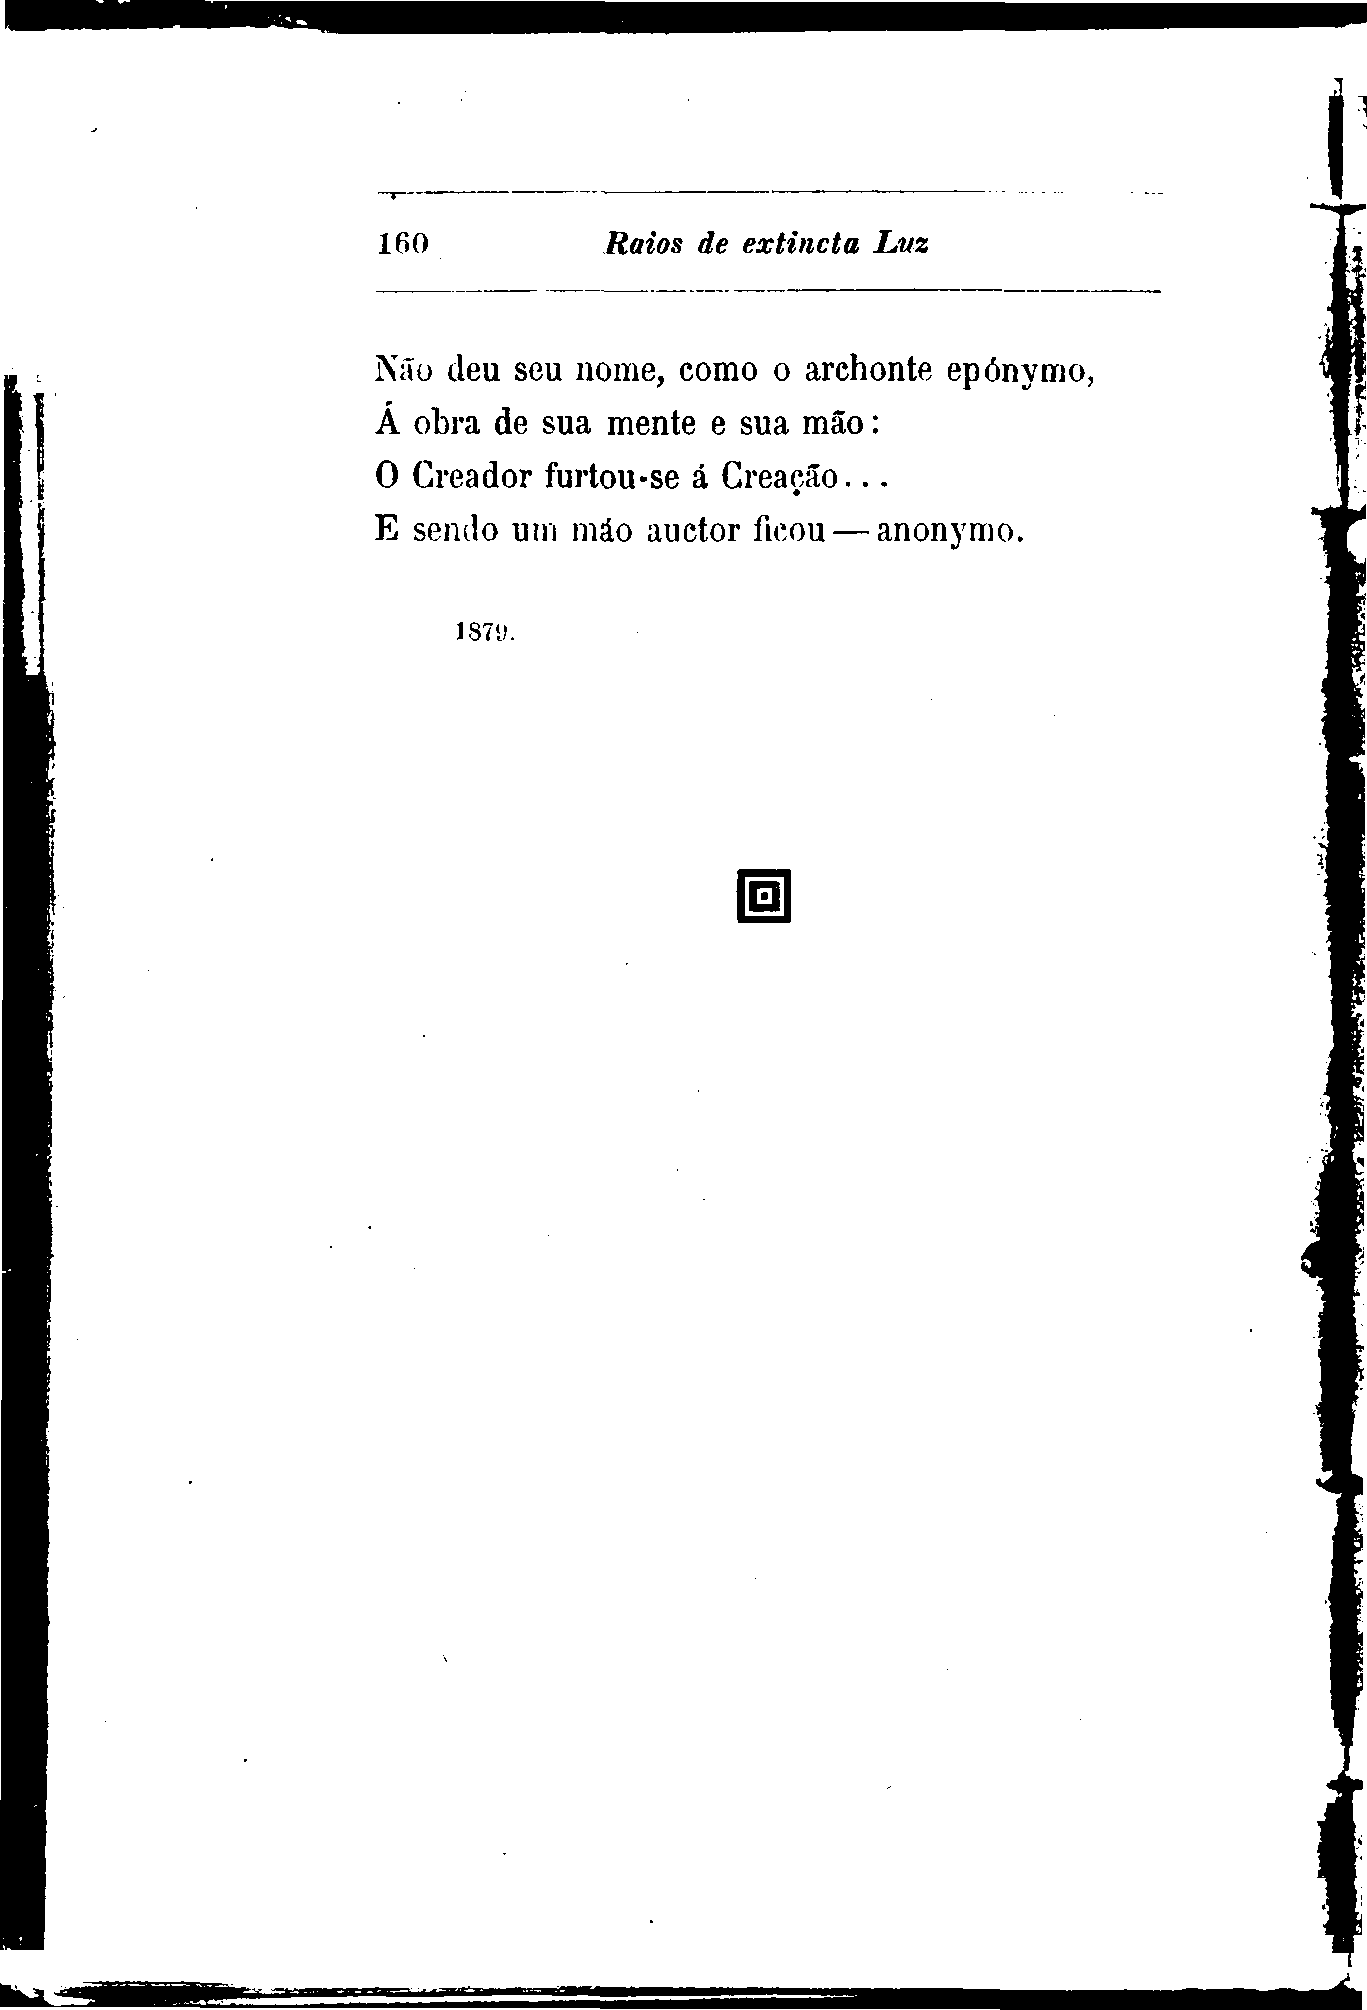 160 Raios de extincta Luz
Não deu seu nome, como o archonte epónymo,
Á obra de sua mente e sua mão:
O Creador furtou-se á Creação...
E sendo um máo auctor ficou — anonymo.
1879.